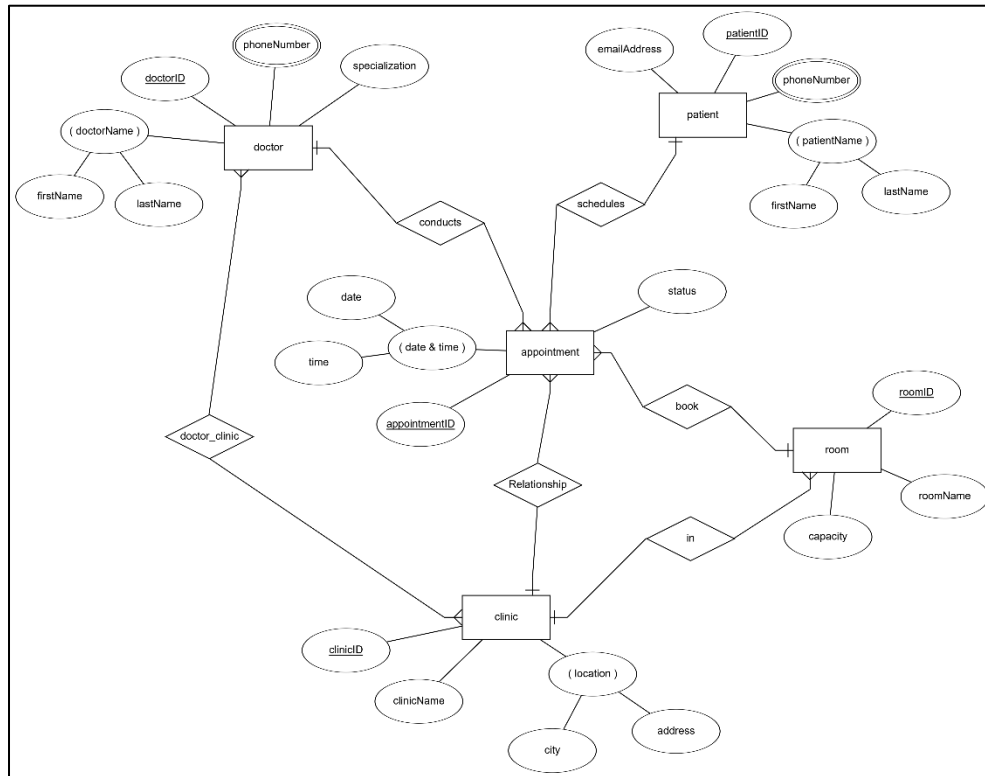 phoneNumber
specialization
doctorID
( doctorName )
doctor
firstName
lastName
emailAddress
patientID
phoneNumber
patient
( patientName )
firstName
lastName
conducts
schedules
date
( date & time )
time
appointment
status
appointmentID
book
roomID
room
roomName
capacity
doctor_clinic
Relationship
in
clinic
clinicID
clinicName
( location )
city
address